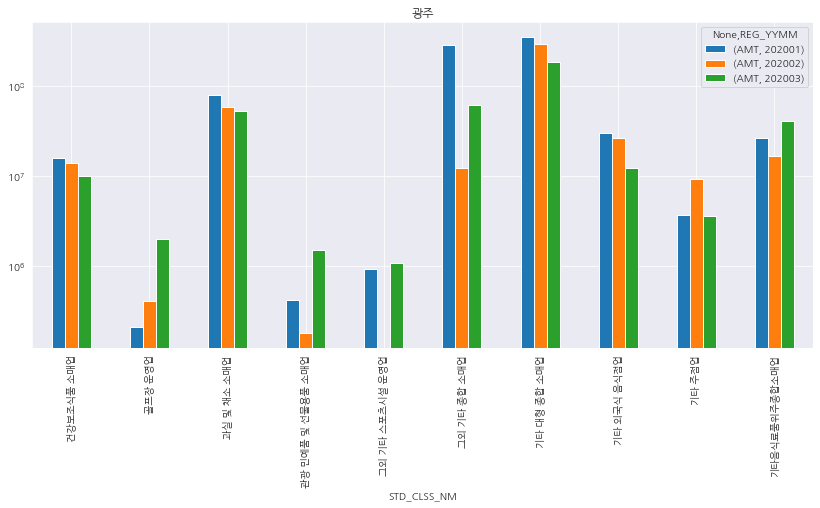 광주
None,REG_YYMM
(AMT, 202001)
(AMT, 202002)
(AMT, 202003)
10⁸
10⁷
10⁶
건강보조식품 소매업
골프장 운영업
과실 및 채소 소매업
관광 민예품 및 선물용품 소매업
그외 기타 스포츠시설 운영업
그외 기타 종합 소매업
기타 대형 종합 소매업
기타 외국식 음식점업
기타 주점업
기타음식료품위주종합소매업
STD_CLSS_NM